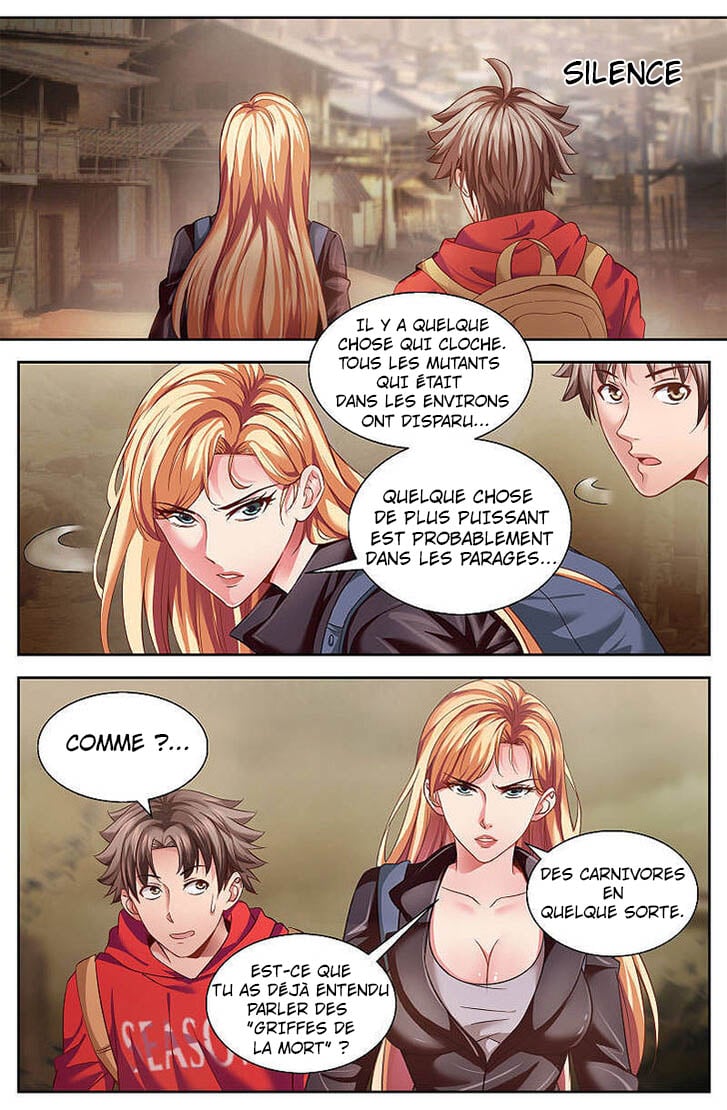 SILENCE
IL Y A QUELQUE
CHOSE QUI CLOCHE.
TOUS LES MUTANTS
QUI ÉTAIT
DANS LES ENVIRONS
ONT DISPARU...
QUELQUE CHOSE
DE PLUS PUISSANT
EST PROBABLEMENT
DANS LES PARAGES...
COMME ?...
DES CARNIVORES
EN
QUELQUE SORTE.
EST-CE QUE
TU AS DÉJÀ ENTENDU
PARLER DES
"GRIFFES DE
LA MORT" ?
SEASO